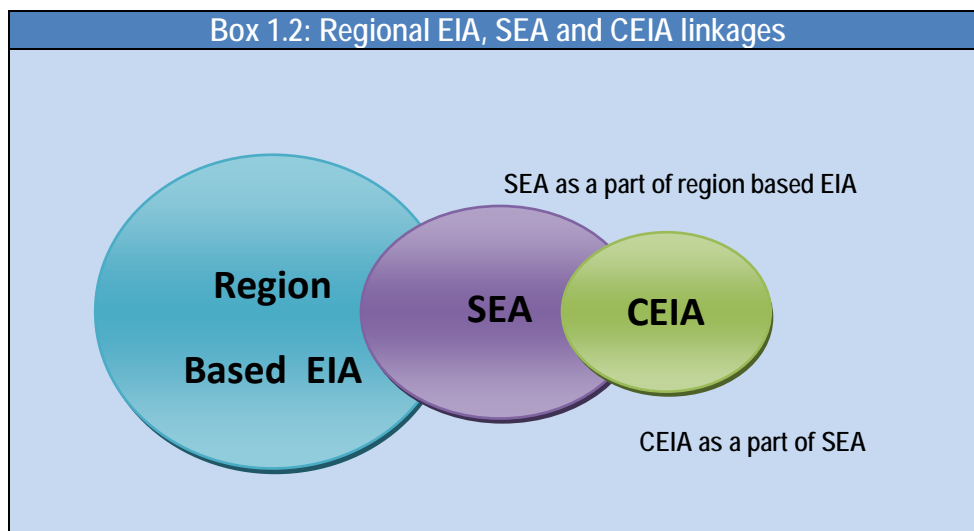 Box 1.2: Regional EIA, SEA and CEIA linkages
SEA as a part of region based EIA
Region
Based EIA
SEA
CEIA
CEIA as a part of SEA